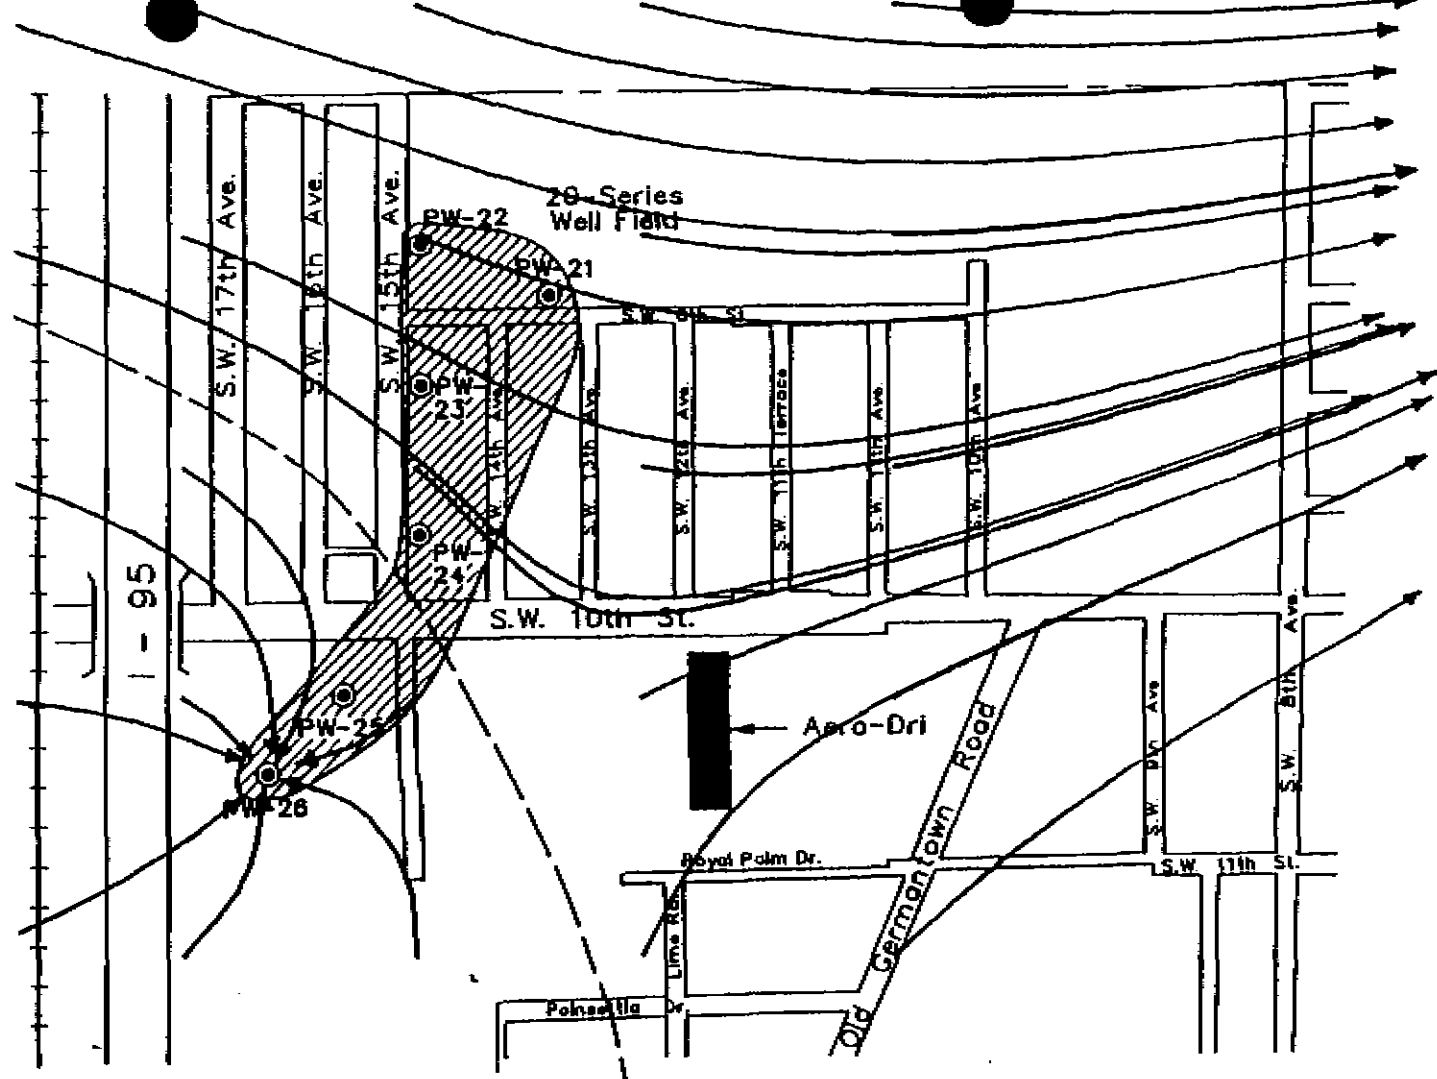 20-Series
Well Field
PW-22
PW-21
S.W. 17th Ave.
S.W. 16th Ave.
S.W. 15th Ave.
S.W. 8th St
PW-
23
S.W. 14th Ave
S.W. 13th Ave
S.W. 12th Ave.
S.W. 11th Terrace
S.W. 11th Ave.
S.W. 10th Ave
PW-
24
I - 95
S.W. 10th St.
PW-25
PW-26
Aero-Dri
S.W. 9th Ave
S.W. 8th Ave.
Royal Palm Dr.
S.W. 11th St.
Lime Rd.
Old Germantown Road
Poinsettia Dr